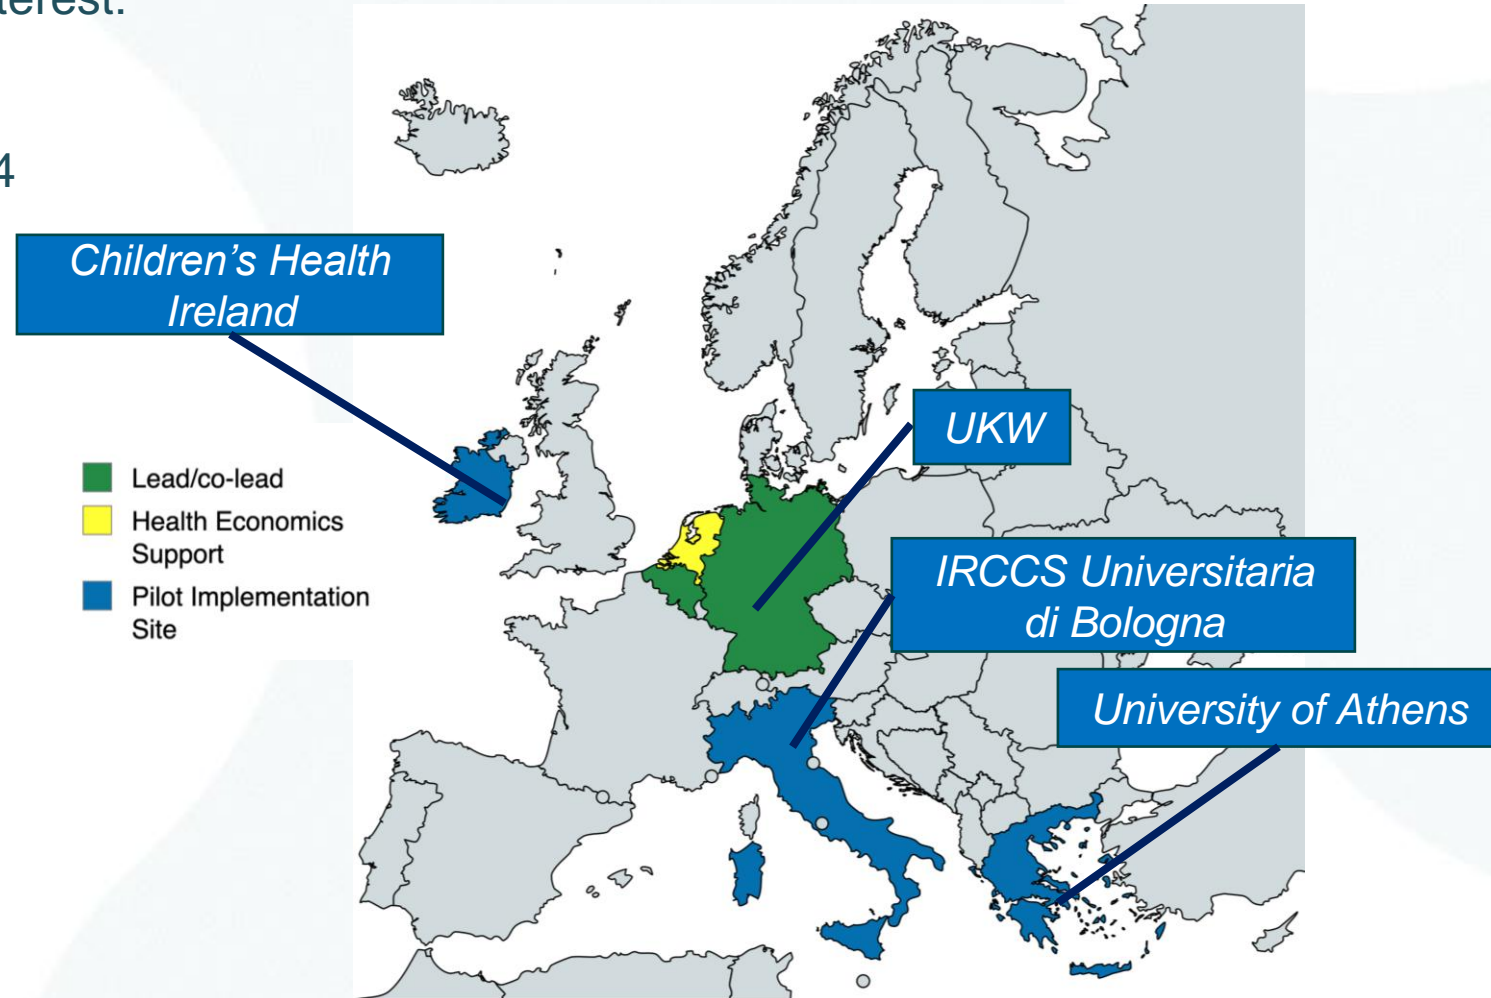 4
Children's Health
Ireland
UKW
Lead/co-lead
Health Economics
Support
Pilot Implementation
Site
IRCCS Universitaria
di Bologna
University of Athens